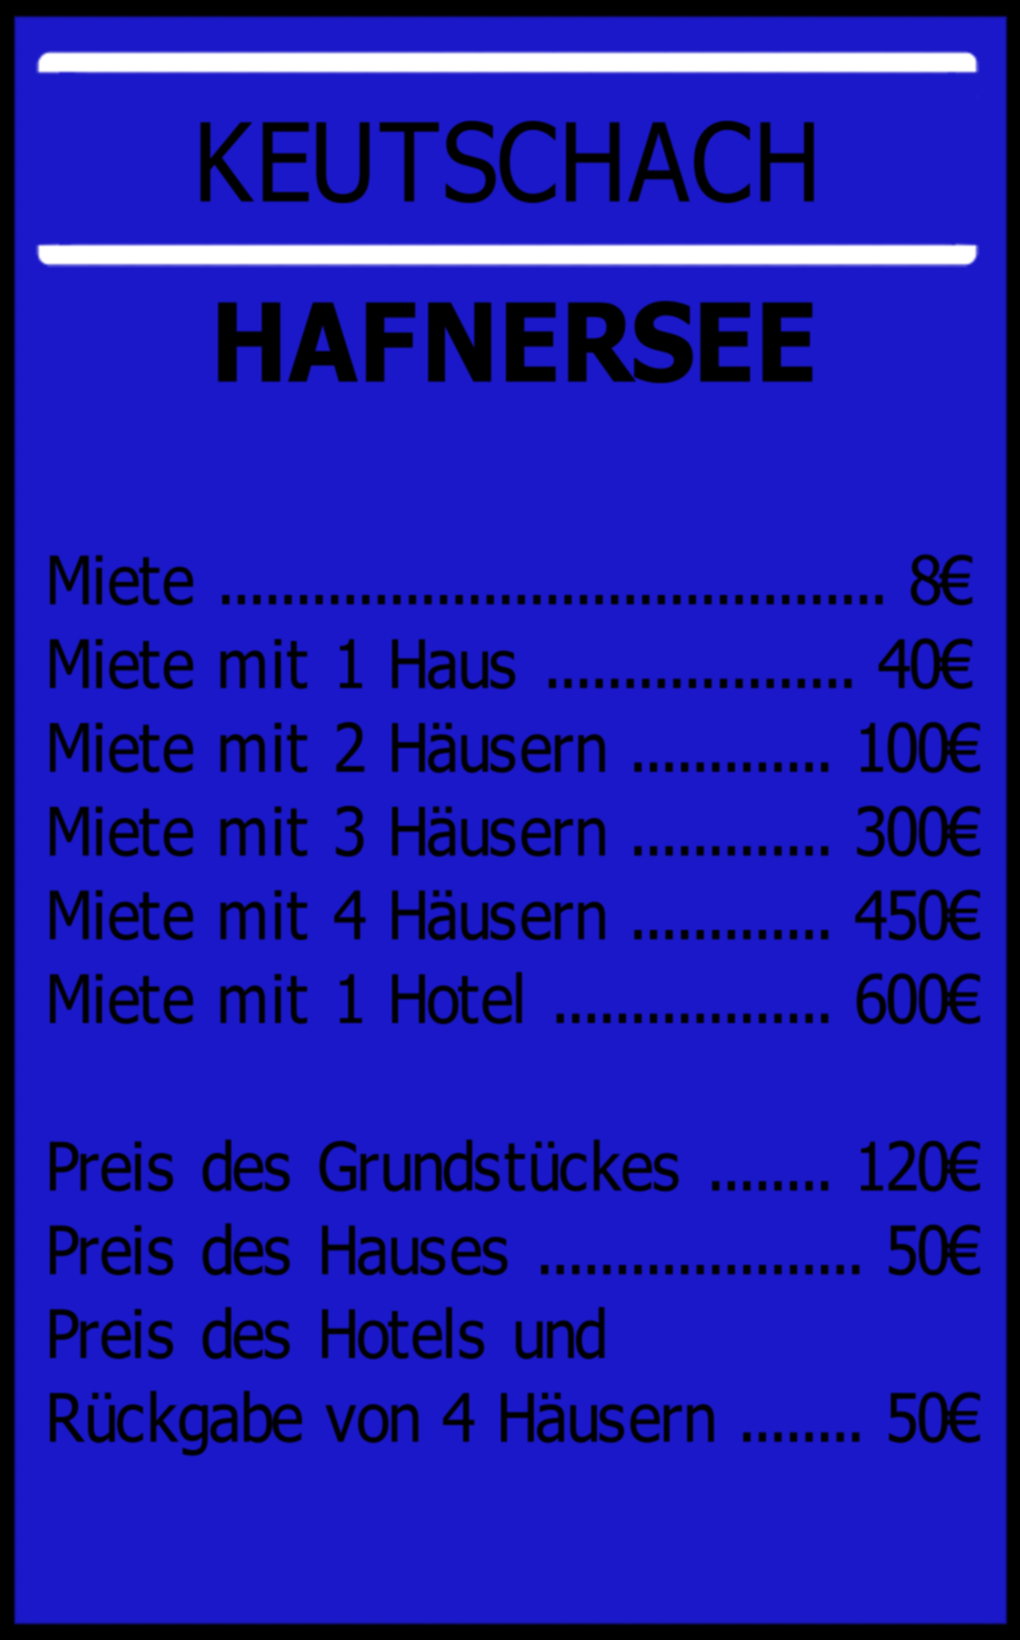 KEUTSCHACH
HAFNERSEE
Miete ........................................... 8€
Miete mit 1 Haus .................... 40€
Miete mit 2 Häusern ............. 100€
Miete mit 3 Häusern ............. 300€
Miete mit 4 Häusern ............. 450€
Miete mit 1 Hotel .................. 600€
Preis des Grundstückes ........ 120€
Preis des Hauses ..................... 50€
Preis des Hotels und
Rückgabe von 4 Häusern ........ 50€